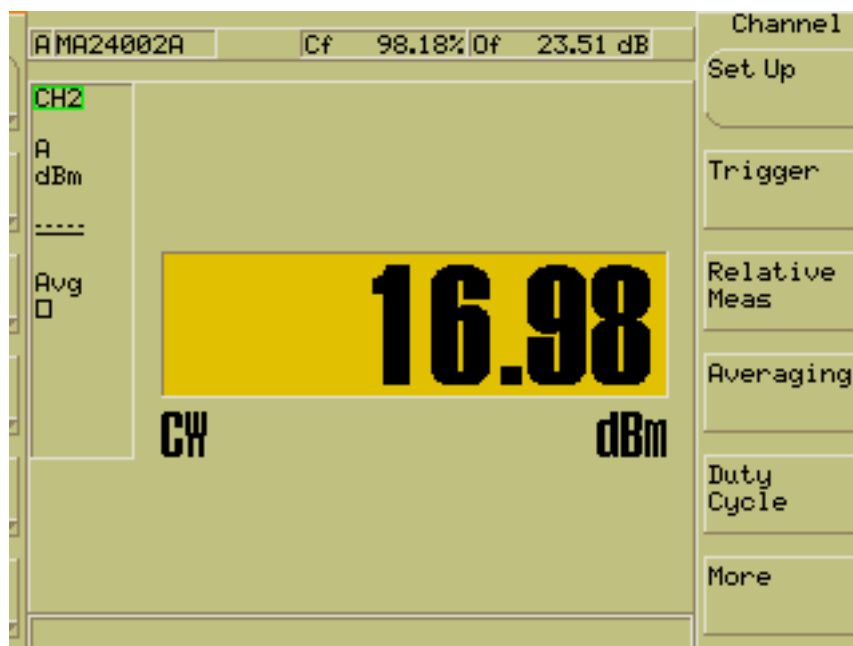 A MA24002A Cf 98.18% Of 23.51 dB
CH2
A
dBm
-----
Avg
16.98
CW dBm
Channel
Set Up
Trigger
Relative
Meas
Averaging
Duty
Cycle
More